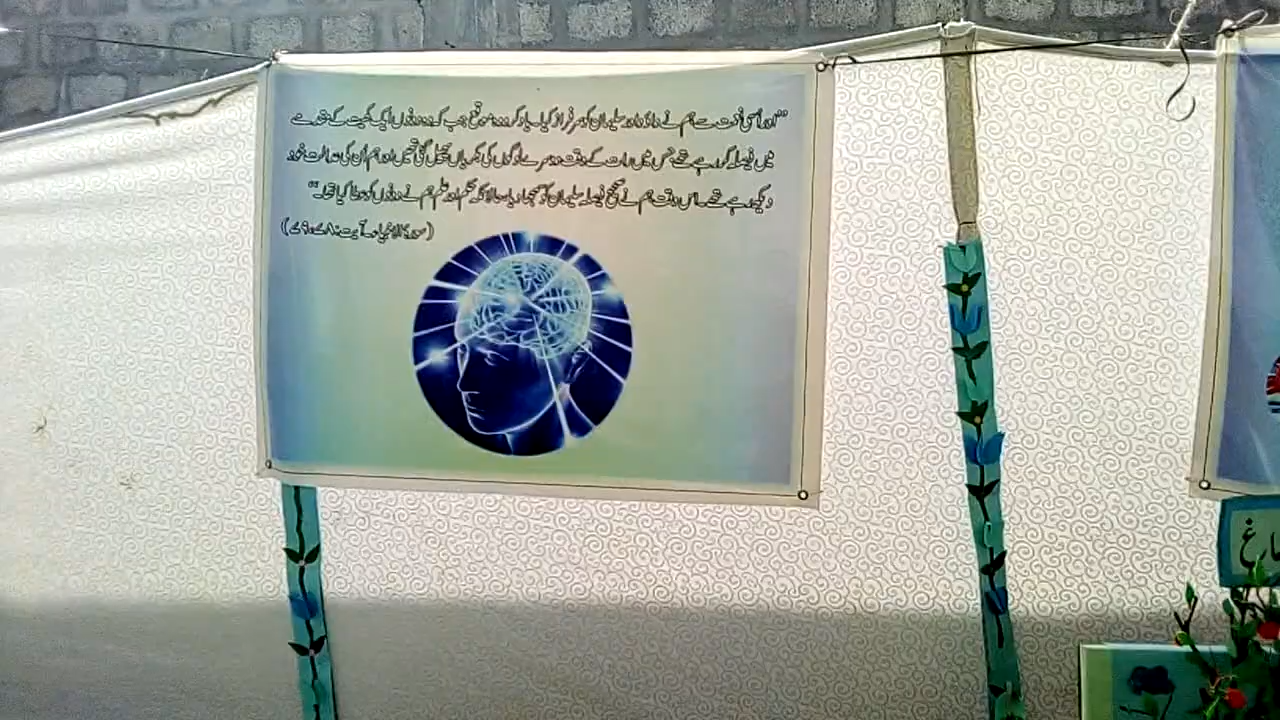 ”اور اُسی نعمت سے ہم نے داؤد اور سلیمان کو سرفراز کیا۔ یاد کرو وہ موقع جب کہ وہ دونوں ایک کھیت کے مقدمے
میں فیصلہ کر رہے تھے جس میں رات کے وقت دوسرے لوگوں کی بکریاں پھیل گئی تھیں اور ہم اُن کی عدالت خود
دیکھ رہے تھے۔ اس وقت ہم نے صحیح فیصلہ سلیمان کو سمجھا دیا، حالانکہ حکم اور علم ہم نے دونوں کو عطا کیا تھا۔“
(سورۃ الانبیاء۔ آیت: ۷۸، ۷۹)